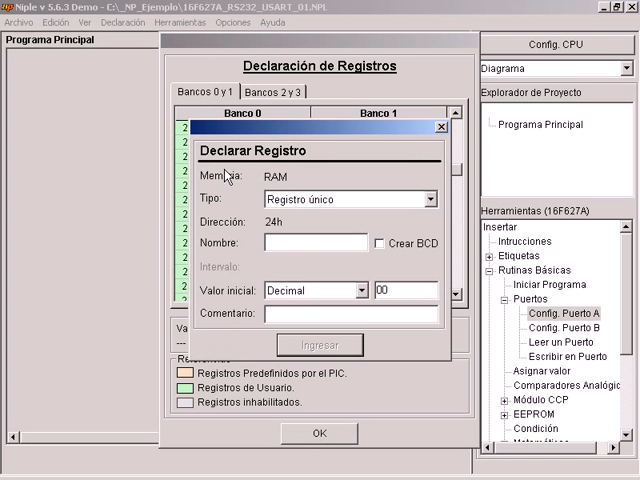 Niple v 5.6.3 Demo - C:\_NP_Ejemplo\16F627A_RS232_USART_01.NPL
Archivo Edición Ver Declaración Herramientas Opciones Ayuda
Programa Principal
Declaración de Registros
Bancos 0 y 1 Bancos 2 y 3
Banco 0 Banco 1
Declarar Registro
Memoria: RAM
Tipo: Registro único
Dirección: 24h
Nombre: Crear BCD
Intervalo:
Valor inicial: Decimal 00
Comentario:
Ingresar
Va
---
Referencias
Registros Predefinidos por el PIC.
Registros de Usuario.
Registros inhabilitados.
OK
Config. CPU
Diagrama
Explorador de Proyecto
Programa Principal
Herramientas (16F627A)
Insertar
Intrucciones
Etiquetas
Rutinas Básicas
Iniciar Programa
Puertos
Config. Puerto A
Config. Puerto B
Leer un Puerto
Escribir en Puerto
Asignar valor
Comparadores Analógic
Módulo CCP
EEPROM
Condición